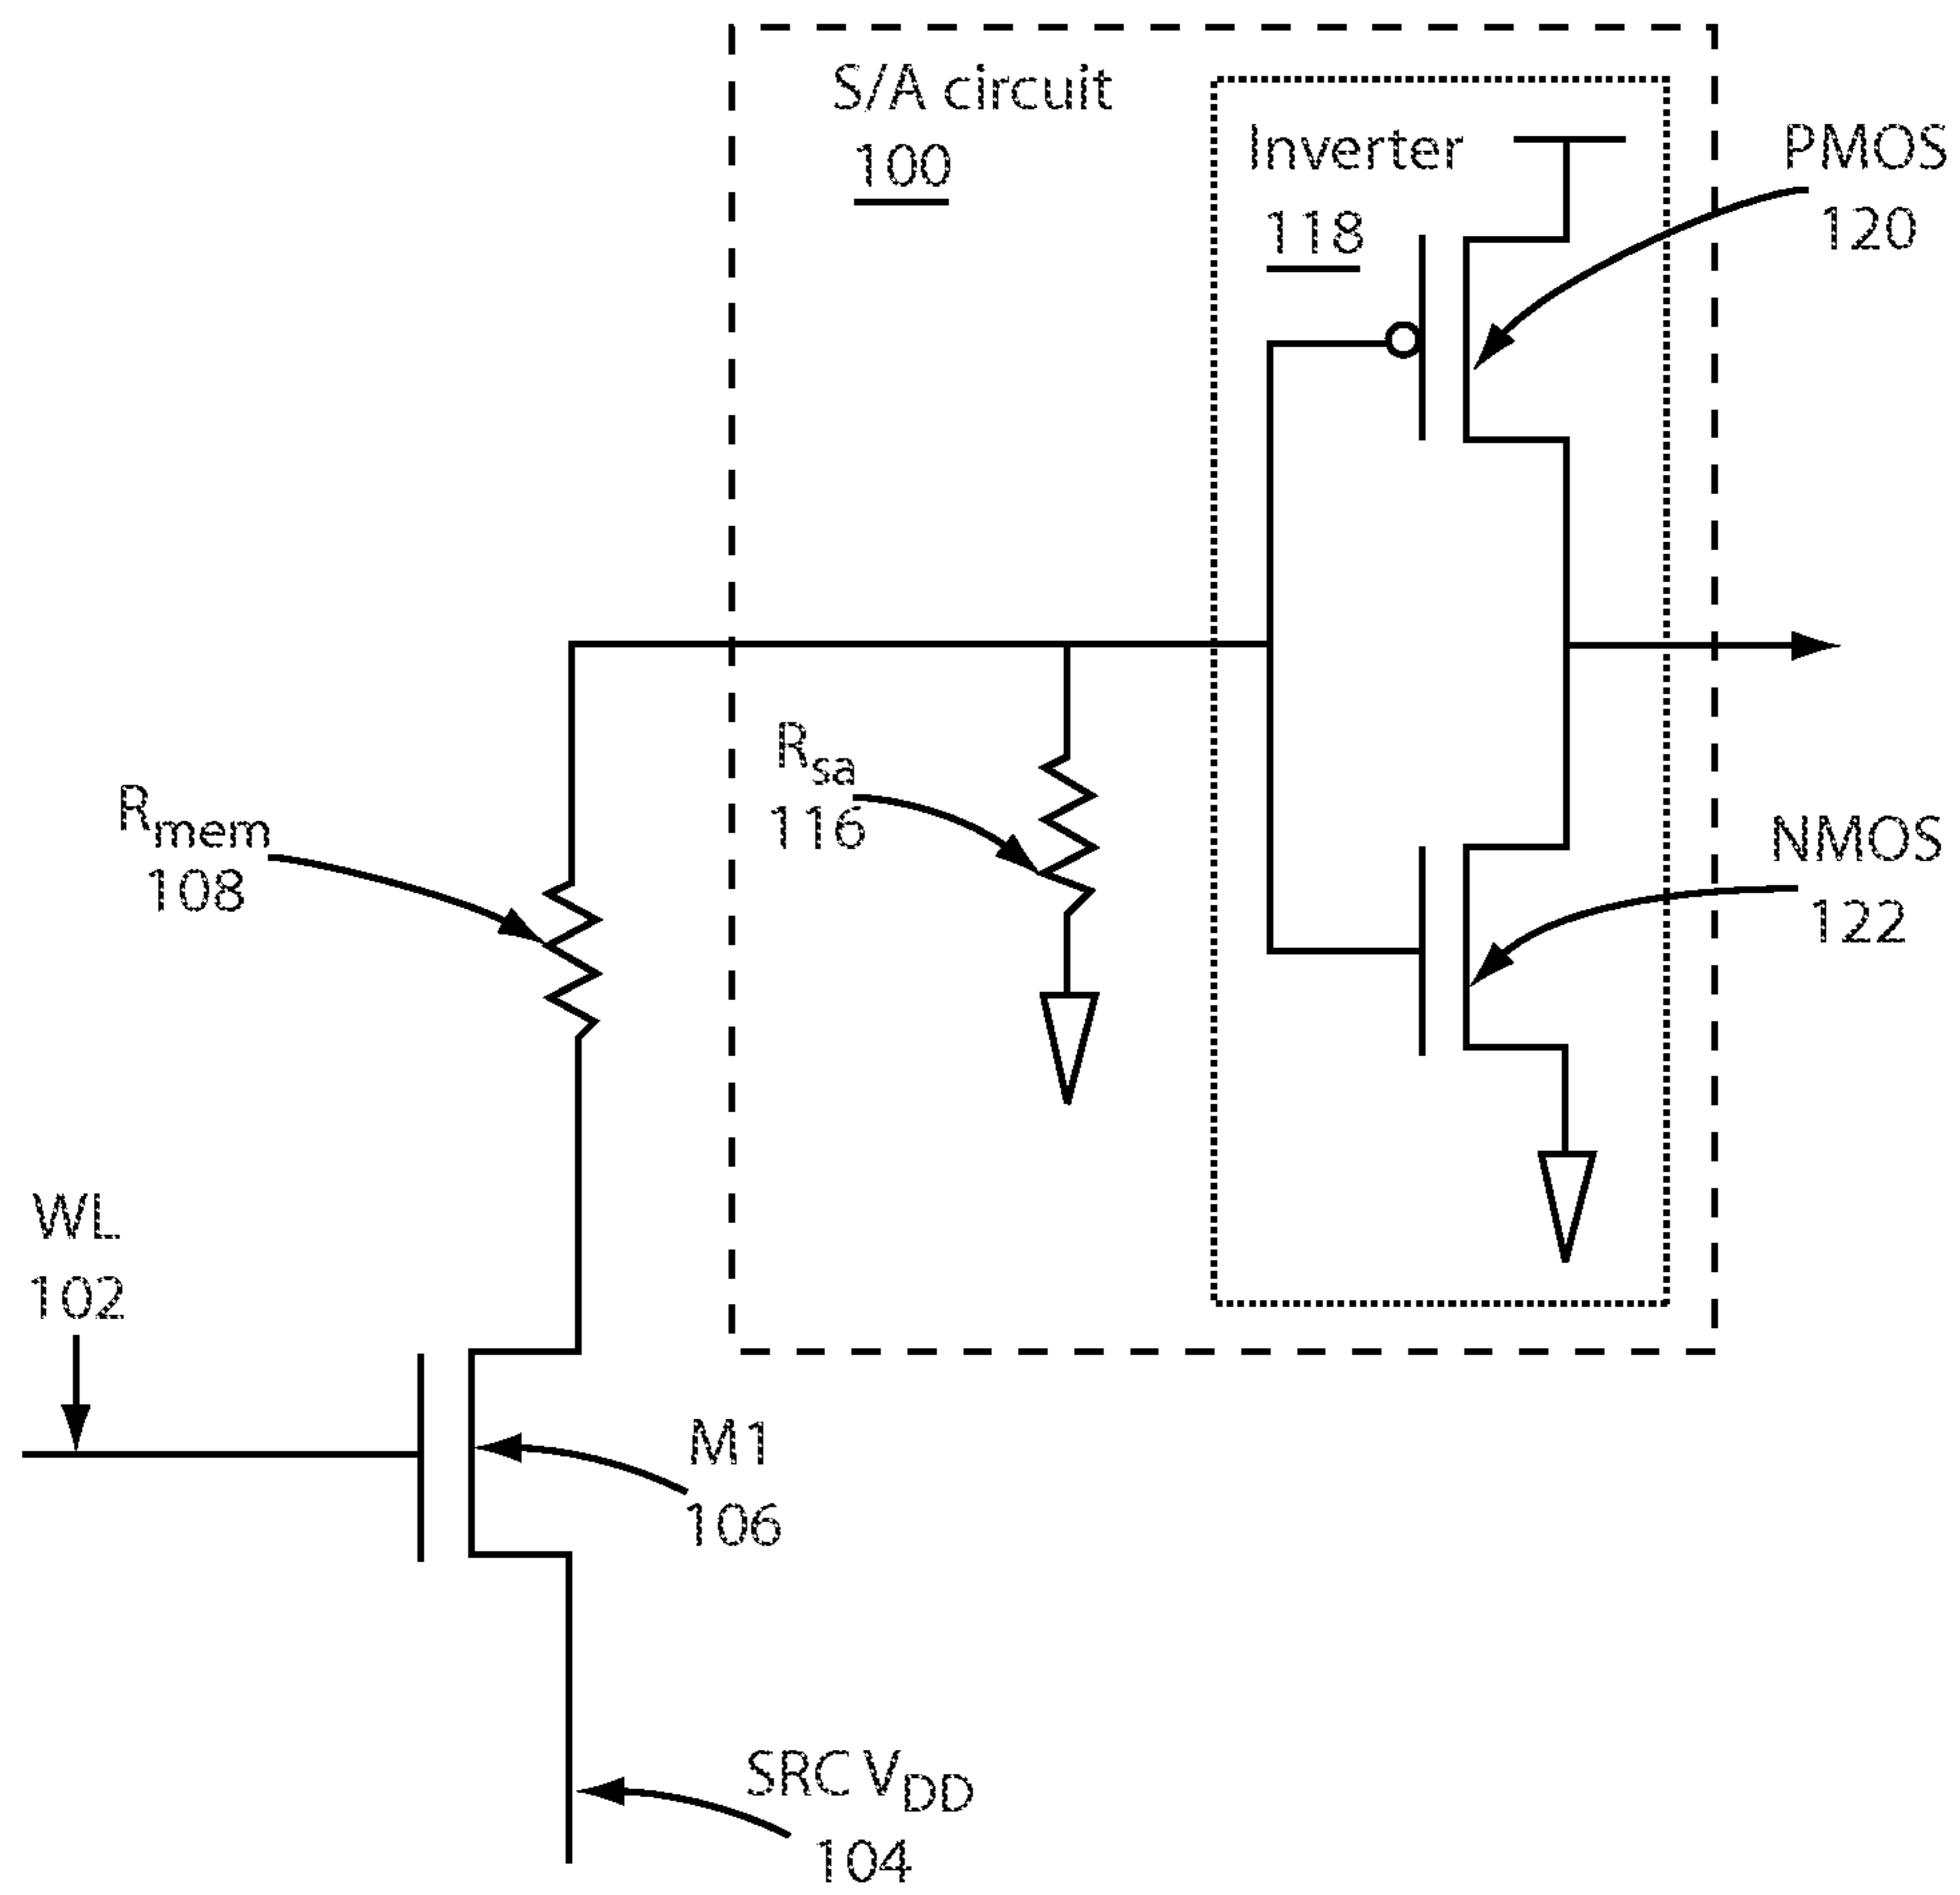 S/A circuit
100
Inverter
118
PMOS
120
Rsa
116
Rmem
108
NMOS
122
WL
102
M1
106
SRC VDD
104